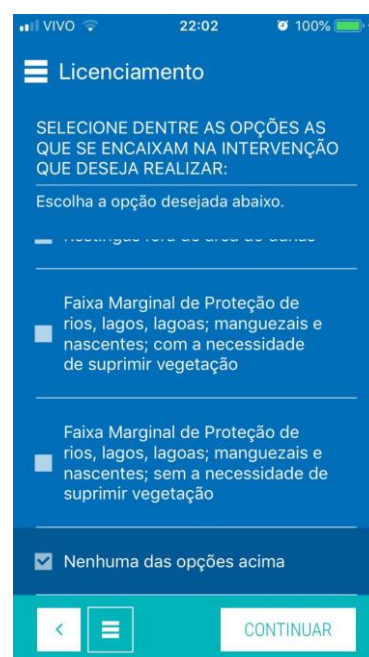 VIVO 22:02 100%
Licenciamento
SELECIONE DENTRE AS OPÇÕES AS
QUE SE ENCAIXAM NA INTERVENÇÃO
QUE DESEJA REALIZAR:
Escolha a opção desejada abaixo.
Faixa Marginal de Proteção de
rios, lagos, lagoas; manguezais e
nascentes; com a necessidade
de suprimir vegetação
Faixa Marginal de Proteção de
rios, lagos, lagoas; manguezais e
nascentes; sem a necessidade de
suprimir vegetação
Nenhuma das opções acima
CONTINUAR